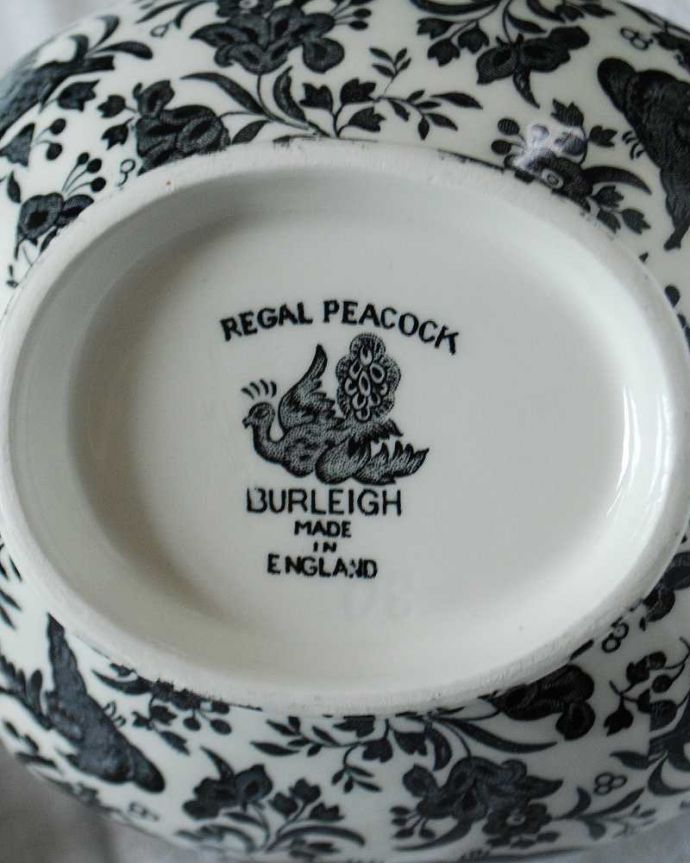 REGAL PEACOCK
BURLEIGH
MADE
IN
ENGLAND